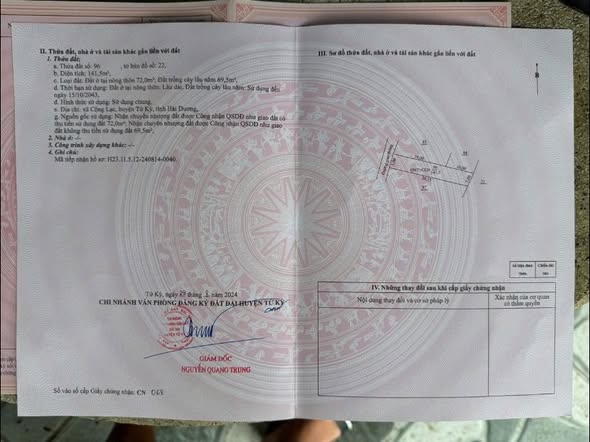 II. Thửa đất, nhà ở và tài sản khác gắn liền với đất
1. Thửa đất:
a. Thửa đất số: 96 , tờ bản đồ số: 22,
b. Diện tích: 141,5m²,
c. Loại đất: Đất ở tại nông thôn 72,0m²; Đất trồng cây lâu năm 69,5m²;
d. Thời hạn sử dụng: Đất ở tại nông thôn: Lâu dài; Đất trồng cây lâu năm: Sử dụng đến
ngày 15/10/2043,
đ. Hình thức sử dụng: Sử dụng chung,
e. Địa chỉ: xã Cộng Lạc, huyện Tứ Kỳ, tỉnh Hải Dương,
g. Nguồn gốc sử dụng: Nhận chuyển nhượng đất được Công nhận QSDĐ như giao đất có
thu tiền sử dụng đất 72,0m²; Nhận chuyển nhượng đất được Công nhận QSDĐ như giao
đất không thu tiền sử dụng đất 69,5m².
2. Nhà ở: -/-
3. Công trình xây dựng khác: -/-
4. Ghi chú:
Mã tiếp nhận hồ sơ: H23.11.5.12-240814-0040.
Tứ Kỳ, ngày 29 tháng 8 năm 2024
CHI NHÁNH VĂN PHÒNG ĐĂNG KÝ ĐẤT ĐAI HUYỆN TỨ KỲ
GIÁM ĐỐC
NGUYỄN QUANG TRUNG
Số vào sổ cấp Giấy chứng nhận: CN
III. Sơ đồ thửa đất, nhà ở và tài sản khác gắn liền với đất
97
IV. Những thay đổi sau khi cấp giấy chứng nhận
Nội dung thay đổi và cơ sở pháp lý
Xác nhận của cơ quan
có thẩm quyền